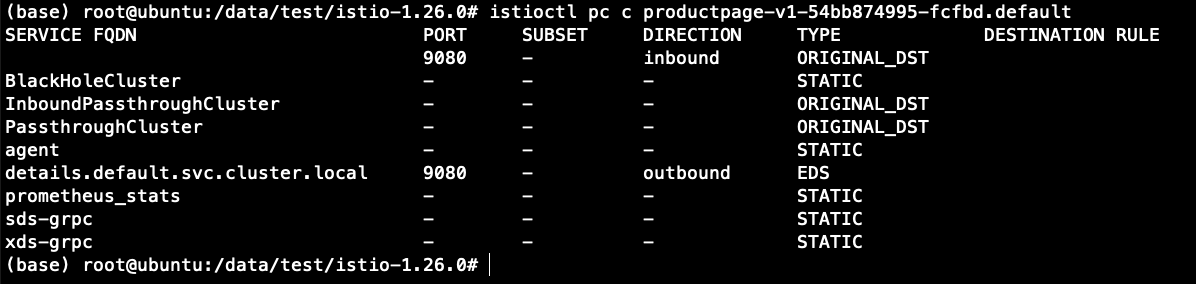 (base) root@ubuntu:/data/test/istio-1.26.0# istioctl pc c productpage-v1-54bb874995-fcfbd.default
SERVICE FQDN PORT SUBSET DIRECTION TYPE DESTINATION RULE
9080 - inbound ORIGINAL_DST
BlackHoleCluster - - - STATIC
InboundPassthroughCluster - - - ORIGINAL_DST
PassthroughCluster - - - ORIGINAL_DST
agent - - - STATIC
details.default.svc.cluster.local 9080 - outbound EDS
prometheus_stats - - - STATIC
sds-grpc - - - STATIC
xds-grpc - - - STATIC
(base) root@ubuntu:/data/test/istio-1.26.0#